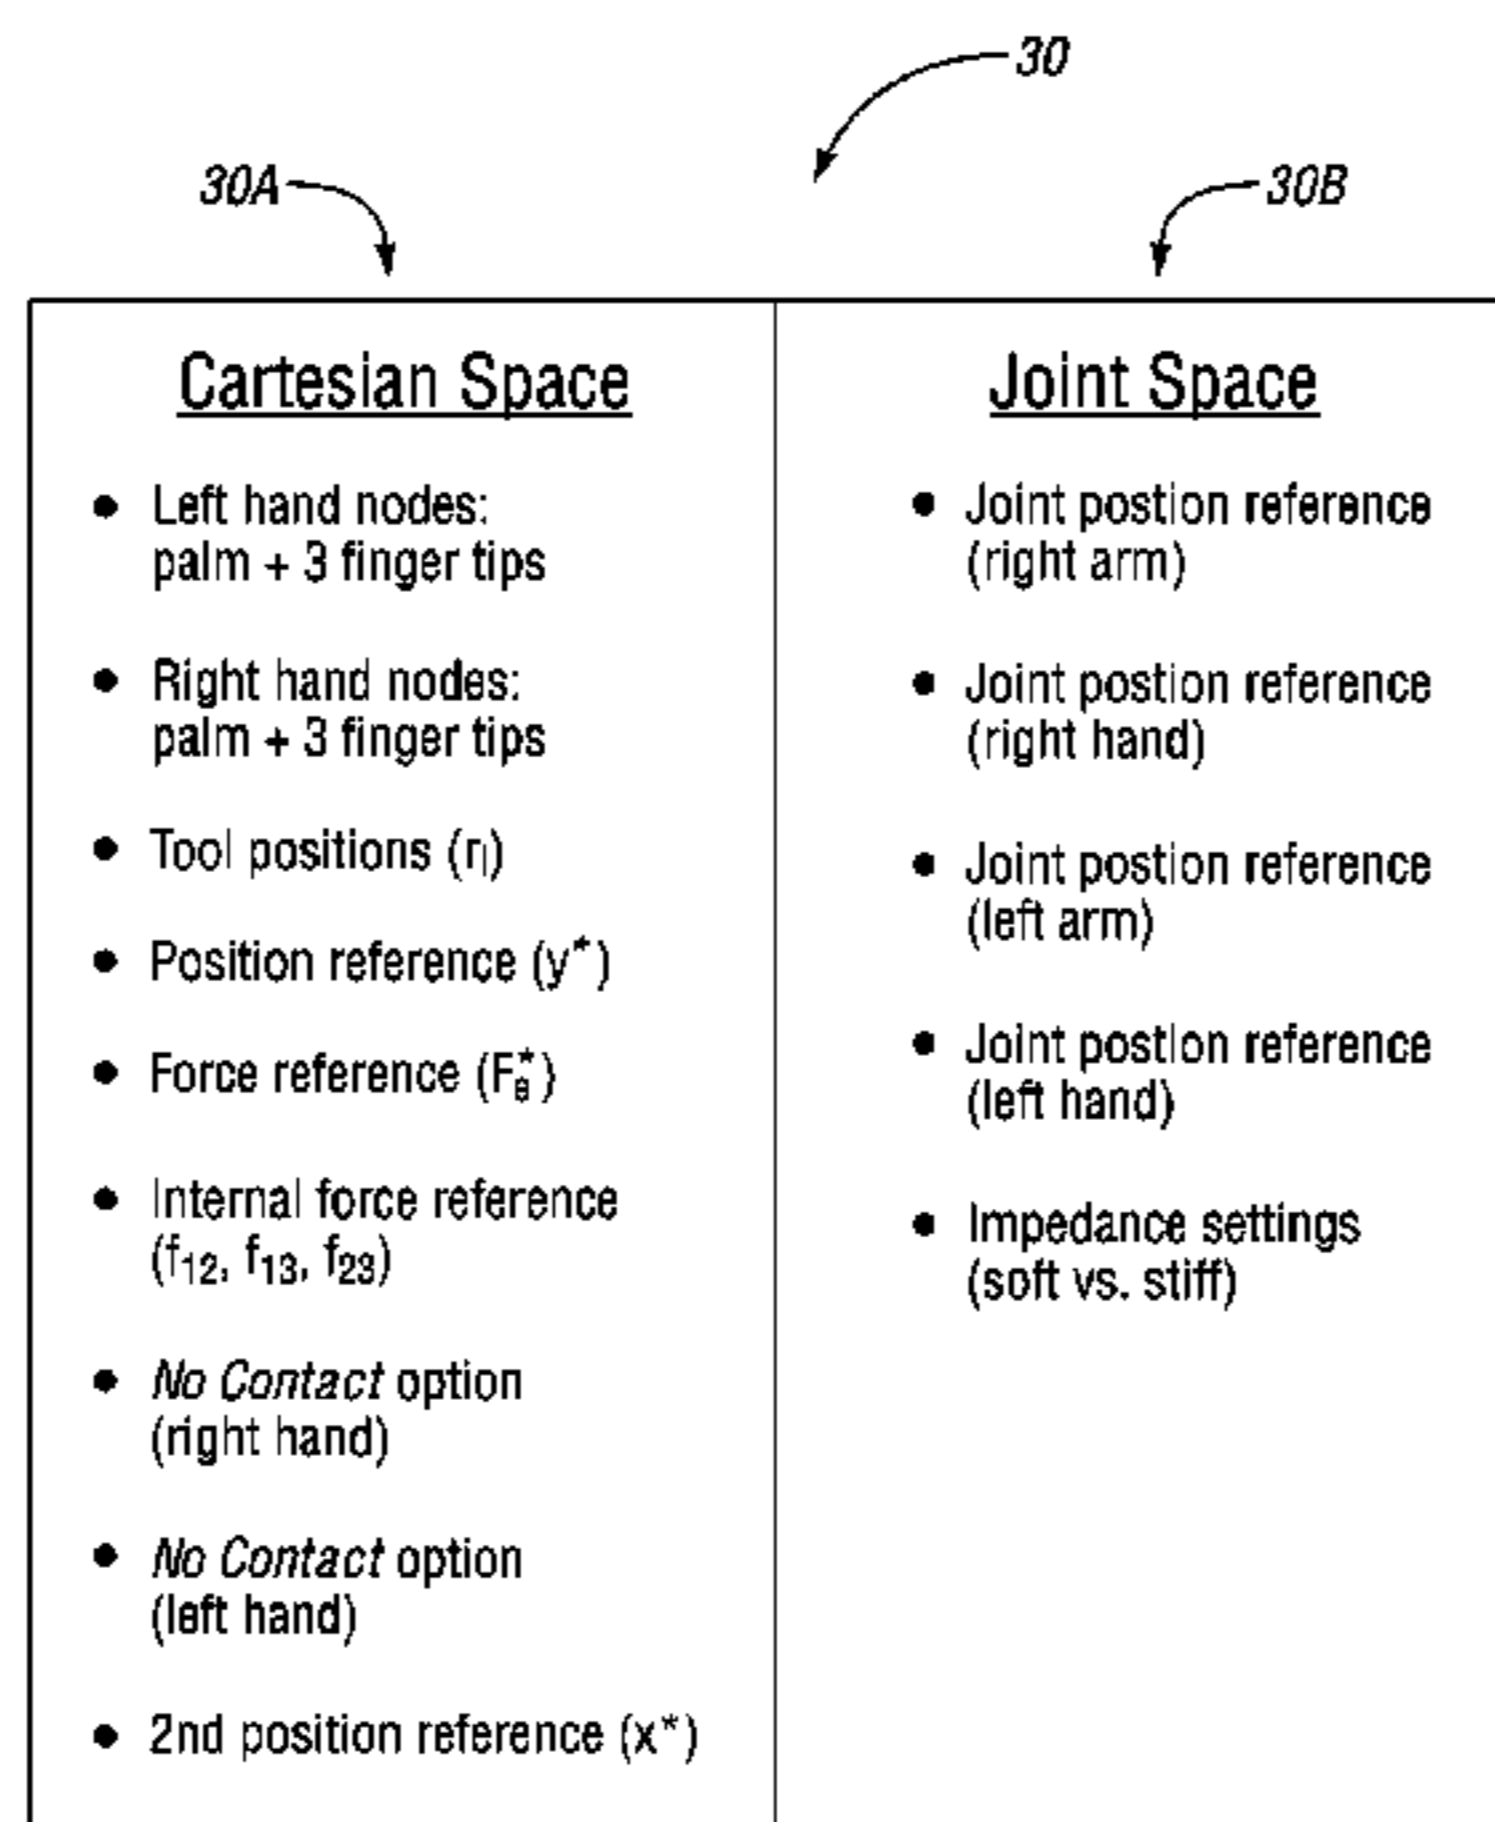 30
30A
30B
Cartesian Space
• Left hand nodes:
palm + 3 finger tips
• Right hand nodes:
palm + 3 finger tips
• Tool positions (rᵢ)
• Position reference (y*)
• Force reference (Fₑ*)
• Internal force reference
(f₁₂, f₁₃, f₂₃)
• No Contact option
(right hand)
• No Contact option
(left hand)
• 2nd position reference (x*)
Joint Space
• Joint postion reference
(right arm)
• Joint postion reference
(right hand)
• Joint postion reference
(left arm)
• Joint postion reference
(left hand)
• Impedance settings
(soft vs. stiff)